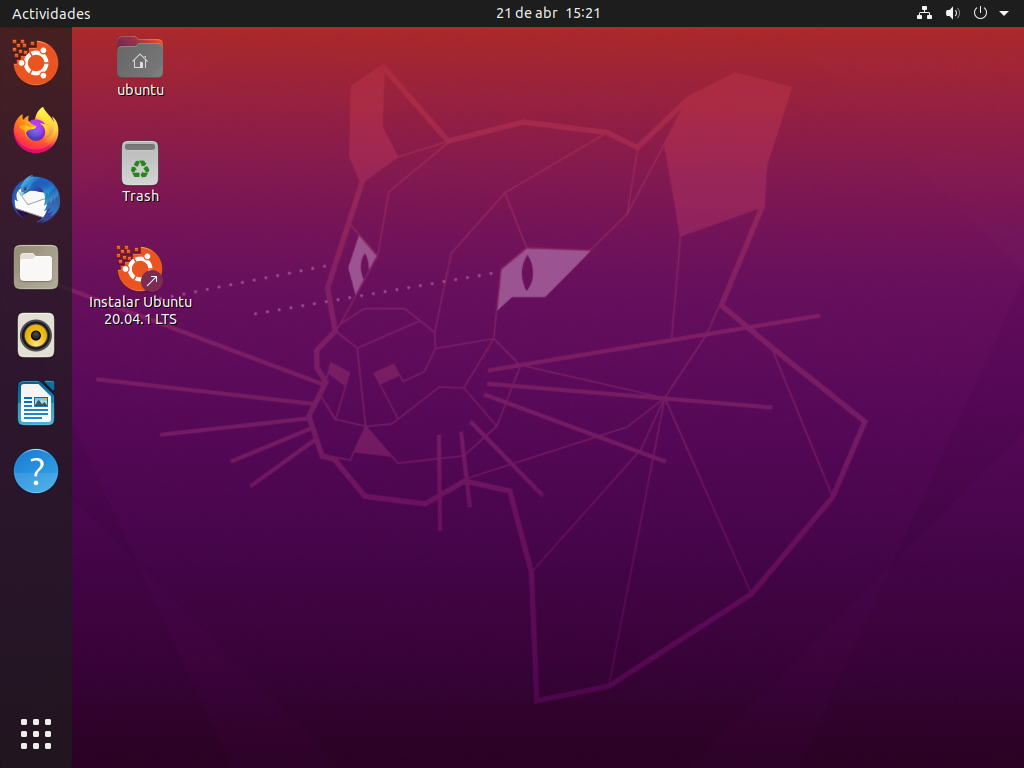 Actividades
21 de abr 15:21
ubuntu
Trash
Instalar Ubuntu
20.04.1 LTS
?